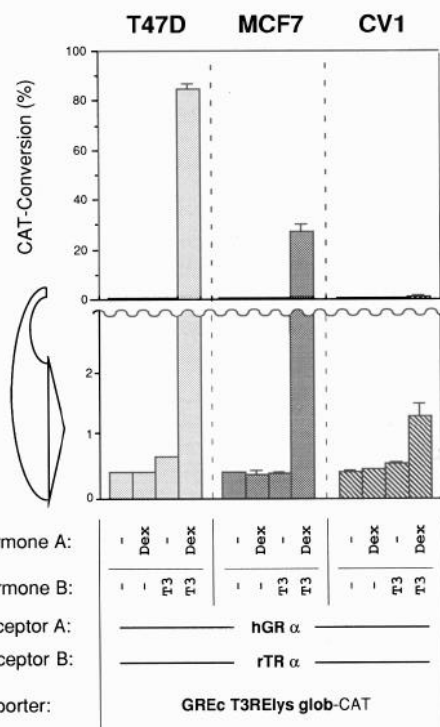 T47D MCF7 CV1
CAT-Conversion (%)
100
80
60
40
20
0
2
1
0
rmone A: - Dex - Dex - Dex - Dex - Dex - Dex
rmone B: - - T3 T3 - - T3 T3 - - T3 T3
ceptor A: hGR α
ceptor B: rTR α
porter: GREc T3RElys glob-CAT